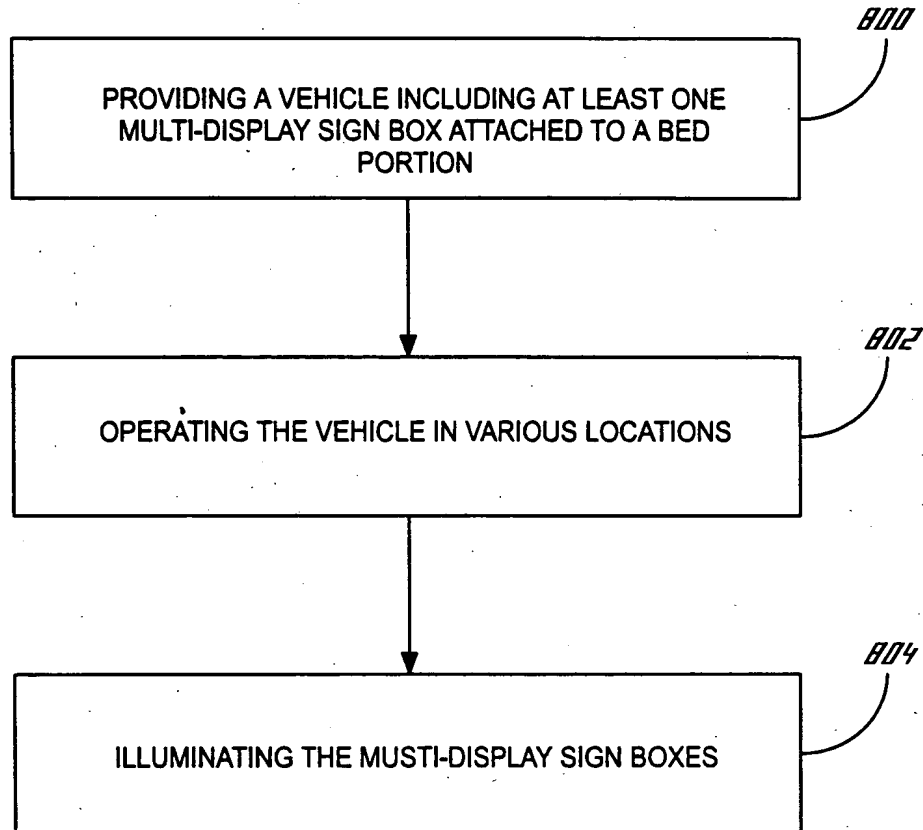 800
PROVIDING A VEHICLE INCLUDING AT LEAST ONE
MULTI-DISPLAY SIGN BOX ATTACHED TO A BED
PORTION
802
OPERATING THE VEHICLE IN VARIOUS LOCATIONS
804
ILLUMINATING THE MUSTI-DISPLAY SIGN BOXES